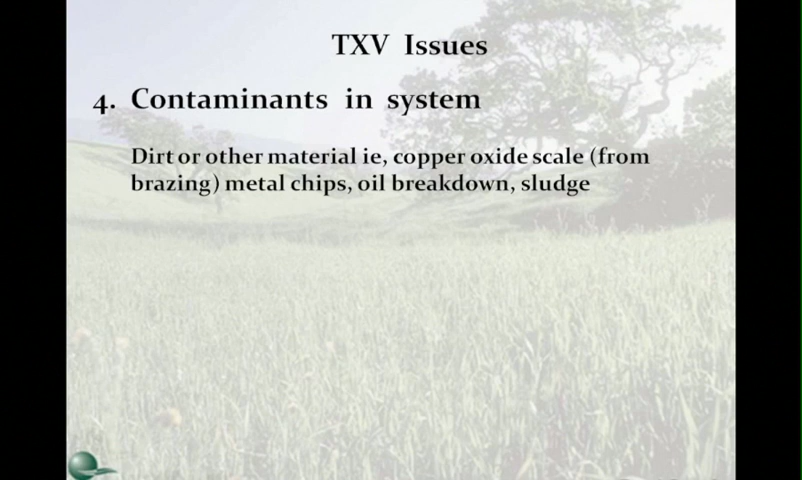 TXV Issues
4. Contaminants in system
Dirt or other material ie, copper oxide scale (from
brazing) metal chips, oil breakdown, sludge